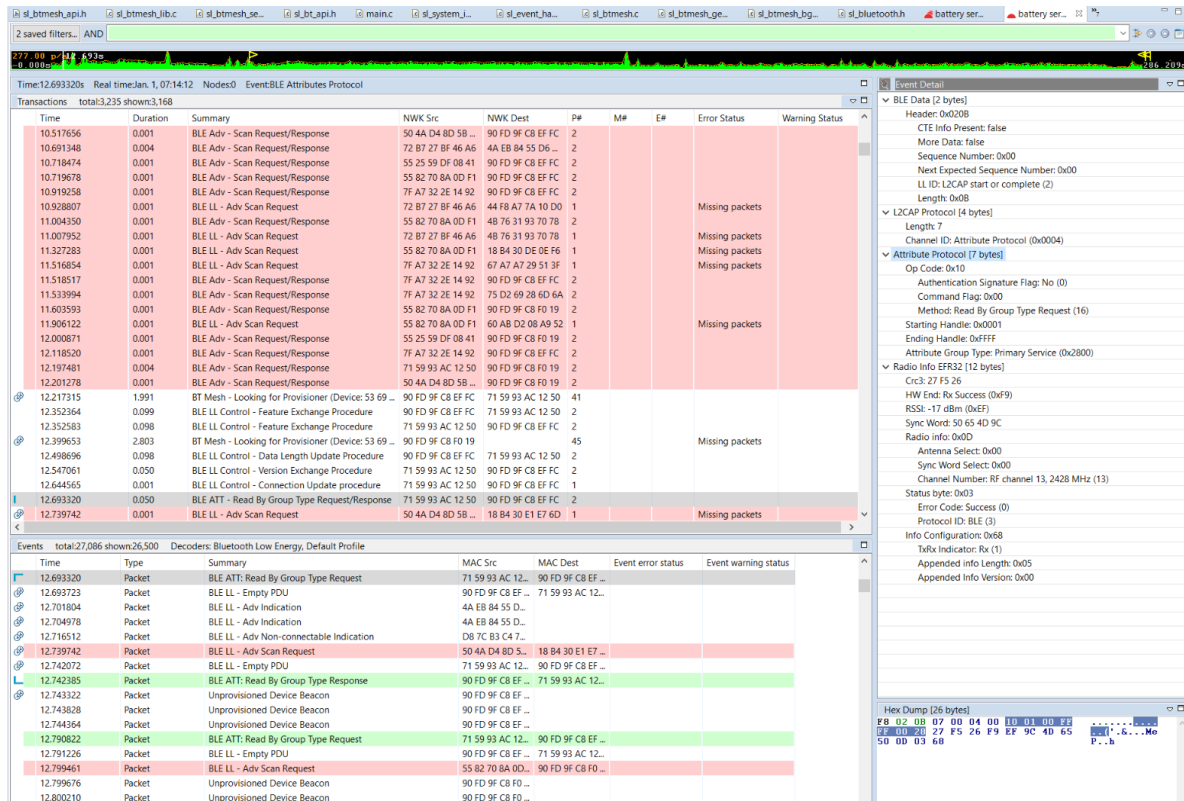 sl_btmesh_api.h sl_btmesh_lib.c sl_btmesh_se... sl_bt_api.h main.c sl_system_i... sl_event_ha... sl_btmesh.c sl_btmesh_ge... sl_btmesh_bg... sl_bluetooth.h battery ser... battery ser...
2 saved filters... AND
277.00 p/ 12.693s
-0.000s 286.209s
Time:12.693320s Real time:Jan. 1, 07:14:12 Nodes:0 Event:BLE Attributes Protocol
Transactions total:3,235 shown:3,168
Time Duration Summary NWK Src NWK Dest P# M# E# Error Status Warning Status
10.517656 0.001 BLE Adv - Scan Request/Response 50 4A D4 8D 5B ... 90 FD 9F C8 EF FC 2
10.691348 0.004 BLE Adv - Scan Request/Response 72 B7 27 BF 46 A6 4A EB 84 55 D6 ... 2
10.718474 0.001 BLE Adv - Scan Request/Response 55 25 59 DF 08 41 90 FD 9F C8 EF FC 2
10.719678 0.001 BLE Adv - Scan Request/Response 55 82 70 8A 0D F1 90 FD 9F C8 EF FC 2
10.919258 0.001 BLE Adv - Scan Request/Response 7F A7 32 2E 14 92 90 FD 9F C8 EF FC 2
10.928807 0.001 BLE LL - Adv Scan Request 72 B7 27 BF 46 A6 44 F8 A7 7A 10 D0 1 Missing packets
11.004350 0.001 BLE Adv - Scan Request/Response 55 82 70 8A 0D F1 4B 76 31 93 70 78 2
11.007952 0.001 BLE LL - Adv Scan Request 72 B7 27 BF 46 A6 4B 76 31 93 70 78 1 Missing packets
11.327283 0.001 BLE LL - Adv Scan Request 55 82 70 8A 0D F1 18 B4 30 DE 0E F6 1 Missing packets
11.516854 0.001 BLE LL - Adv Scan Request 7F A7 32 2E 14 92 67 A7 A7 29 51 3F 1 Missing packets
11.518517 0.001 BLE Adv - Scan Request/Response 7F A7 32 2E 14 92 90 FD 9F C8 EF FC 2
11.533994 0.001 BLE Adv - Scan Request/Response 7F A7 32 2E 14 92 75 D2 69 28 6D 6A 2
11.603593 0.001 BLE Adv - Scan Request/Response 55 82 70 8A 0D F1 90 FD 9F C8 F0 19 2
11.906122 0.001 BLE LL - Adv Scan Request 55 82 70 8A 0D F1 60 AB D2 08 A9 52 1 Missing packets
12.000871 0.001 BLE Adv - Scan Request/Response 55 25 59 DF 08 41 90 FD 9F C8 F0 19 2
12.118520 0.001 BLE Adv - Scan Request/Response 7F A7 32 2E 14 92 90 FD 9F C8 EF FC 2
12.197481 0.004 BLE Adv - Scan Request/Response 71 59 93 AC 12 50 90 FD 9F C8 F0 19 2
12.201278 0.001 BLE Adv - Scan Request/Response 50 4A D4 8D 5B ... 90 FD 9F C8 F0 19 2
12.217315 1.991 BT Mesh - Looking for Provisioner (Device: 53 69 ... 90 FD 9F C8 EF FC 71 59 93 AC 12 50 41
12.352364 0.099 BLE LL Control - Feature Exchange Procedure 90 FD 9F C8 EF FC 71 59 93 AC 12 50 2
12.352583 0.098 BLE LL Control - Feature Exchange Procedure 71 59 93 AC 12 50 90 FD 9F C8 EF FC 2
12.399653 2.803 BT Mesh - Looking for Provisioner (Device: 53 69 ... 90 FD 9F C8 F0 19 45 Missing packets
12.498696 0.098 BLE LL Control - Data Length Update Procedure 90 FD 9F C8 EF FC 71 59 93 AC 12 50 2
12.547061 0.050 BLE LL Control - Version Exchange Procedure 71 59 93 AC 12 50 90 FD 9F C8 EF FC 2
12.644565 0.001 BLE LL Control - Connection Update procedure 71 59 93 AC 12 50 90 FD 9F C8 EF FC 1
12.693320 0.050 BLE ATT - Read By Group Type Request/Response 71 59 93 AC 12 50 90 FD 9F C8 EF FC 2
12.739742 0.001 BLE LL - Adv Scan Request 50 4A D4 8D 5B ... 18 B4 30 E1 E7 6D 1 Missing packets
Events total:27,086 shown:26,500 Decoders: Bluetooth Low Energy, Default Profile
Time Type Summary MAC Src MAC Dest Event error status Event warning status
12.693320 Packet BLE ATT: Read By Group Type Request 71 59 93 AC 12... 90 FD 9F C8 EF ...
12.693723 Packet BLE LL - Empty PDU 90 FD 9F C8 EF ... 71 59 93 AC 12...
12.701804 Packet BLE LL - Adv Indication 4A EB 84 55 D...
12.704978 Packet BLE LL - Adv Indication 4A EB 84 55 D...
12.716512 Packet BLE LL - Adv Non-connectable Indication D8 7C B3 C4 7...
12.739742 Packet BLE LL - Adv Scan Request 50 4A D4 8D 5... 18 B4 30 E1 E7 ...
12.742072 Packet BLE LL - Empty PDU 71 59 93 AC 12... 90 FD 9F C8 EF ...
12.742385 Packet BLE ATT: Read By Group Type Response 90 FD 9F C8 EF ... 71 59 93 AC 12...
12.743322 Packet Unprovisioned Device Beacon 90 FD 9F C8 EF ...
12.743828 Packet Unprovisioned Device Beacon 90 FD 9F C8 EF ...
12.744364 Packet Unprovisioned Device Beacon 90 FD 9F C8 EF ...
12.790822 Packet BLE ATT: Read By Group Type Request 71 59 93 AC 12... 90 FD 9F C8 EF ...
12.791226 Packet BLE LL - Empty PDU 90 FD 9F C8 EF ... 71 59 93 AC 12...
12.799461 Packet BLE LL - Adv Scan Request 55 82 70 8A 0D... 90 FD 9F C8 F0 ...
12.799676 Packet Unprovisioned Device Beacon 90 FD 9F C8 F0 ...
12.800210 Packet Unprovisioned Device Beacon 90 FD 9F C8 F0 ...
Event Detail
BLE Data [2 bytes]
Header: 0x020B
CTE Info Present: false
More Data: false
Sequence Number: 0x00
Next Expected Sequence Number: 0x00
LL ID: L2CAP start or complete (2)
Length: 0x0B
L2CAP Protocol [4 bytes]
Length: 7
Channel ID: Attribute Protocol (0x0004)
Attribute Protocol [7 bytes]
Op Code: 0x10
Authentication Signature Flag: No (0)
Command Flag: 0x00
Method: Read By Group Type Request (16)
Starting Handle: 0x0001
Ending Handle: 0xFFFF
Attribute Group Type: Primary Service (0x2800)
Radio Info EFR32 [12 bytes]
Crc3: 27 F5 26
HW End: Rx Success (0xF9)
RSSI: -17 dBm (0xEF)
Sync Word: 50 65 4D 9C
Radio info: 0x0D
Antenna Select: 0x00
Sync Word Select: 0x00
Channel Number: RF channel 13, 2428 MHz (13)
Status byte: 0x03
Error Code: Success (0)
Protocol ID: BLE (3)
Info Configuration: 0x68
TxRx Indicator: Rx (1)
Appended info Length: 0x05
Appended Info Version: 0x00
Hex Dump [26 bytes]
F8 02 0B 07 00 04 00 10 01 00 FF ...........
FF 00 28 27 F5 26 F9 EF 9C 4D 65 ..('.&...Me
50 0D 03 68 P..h